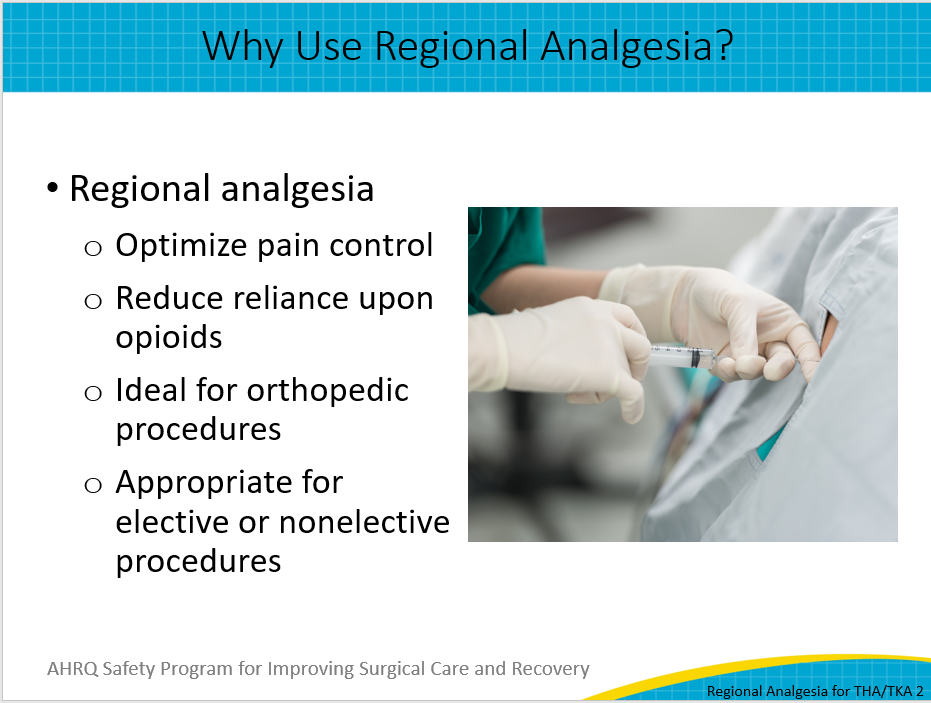 Why Use Regional Analgesia?
• Regional analgesia
o Optimize pain control
o Reduce reliance upon
opioids
o Ideal for orthopedic
procedures
o Appropriate for
elective or nonelective
procedures
AHRQ Safety Program for Improving Surgical Care and Recovery
Regional Analgesia for THA/TKA 2